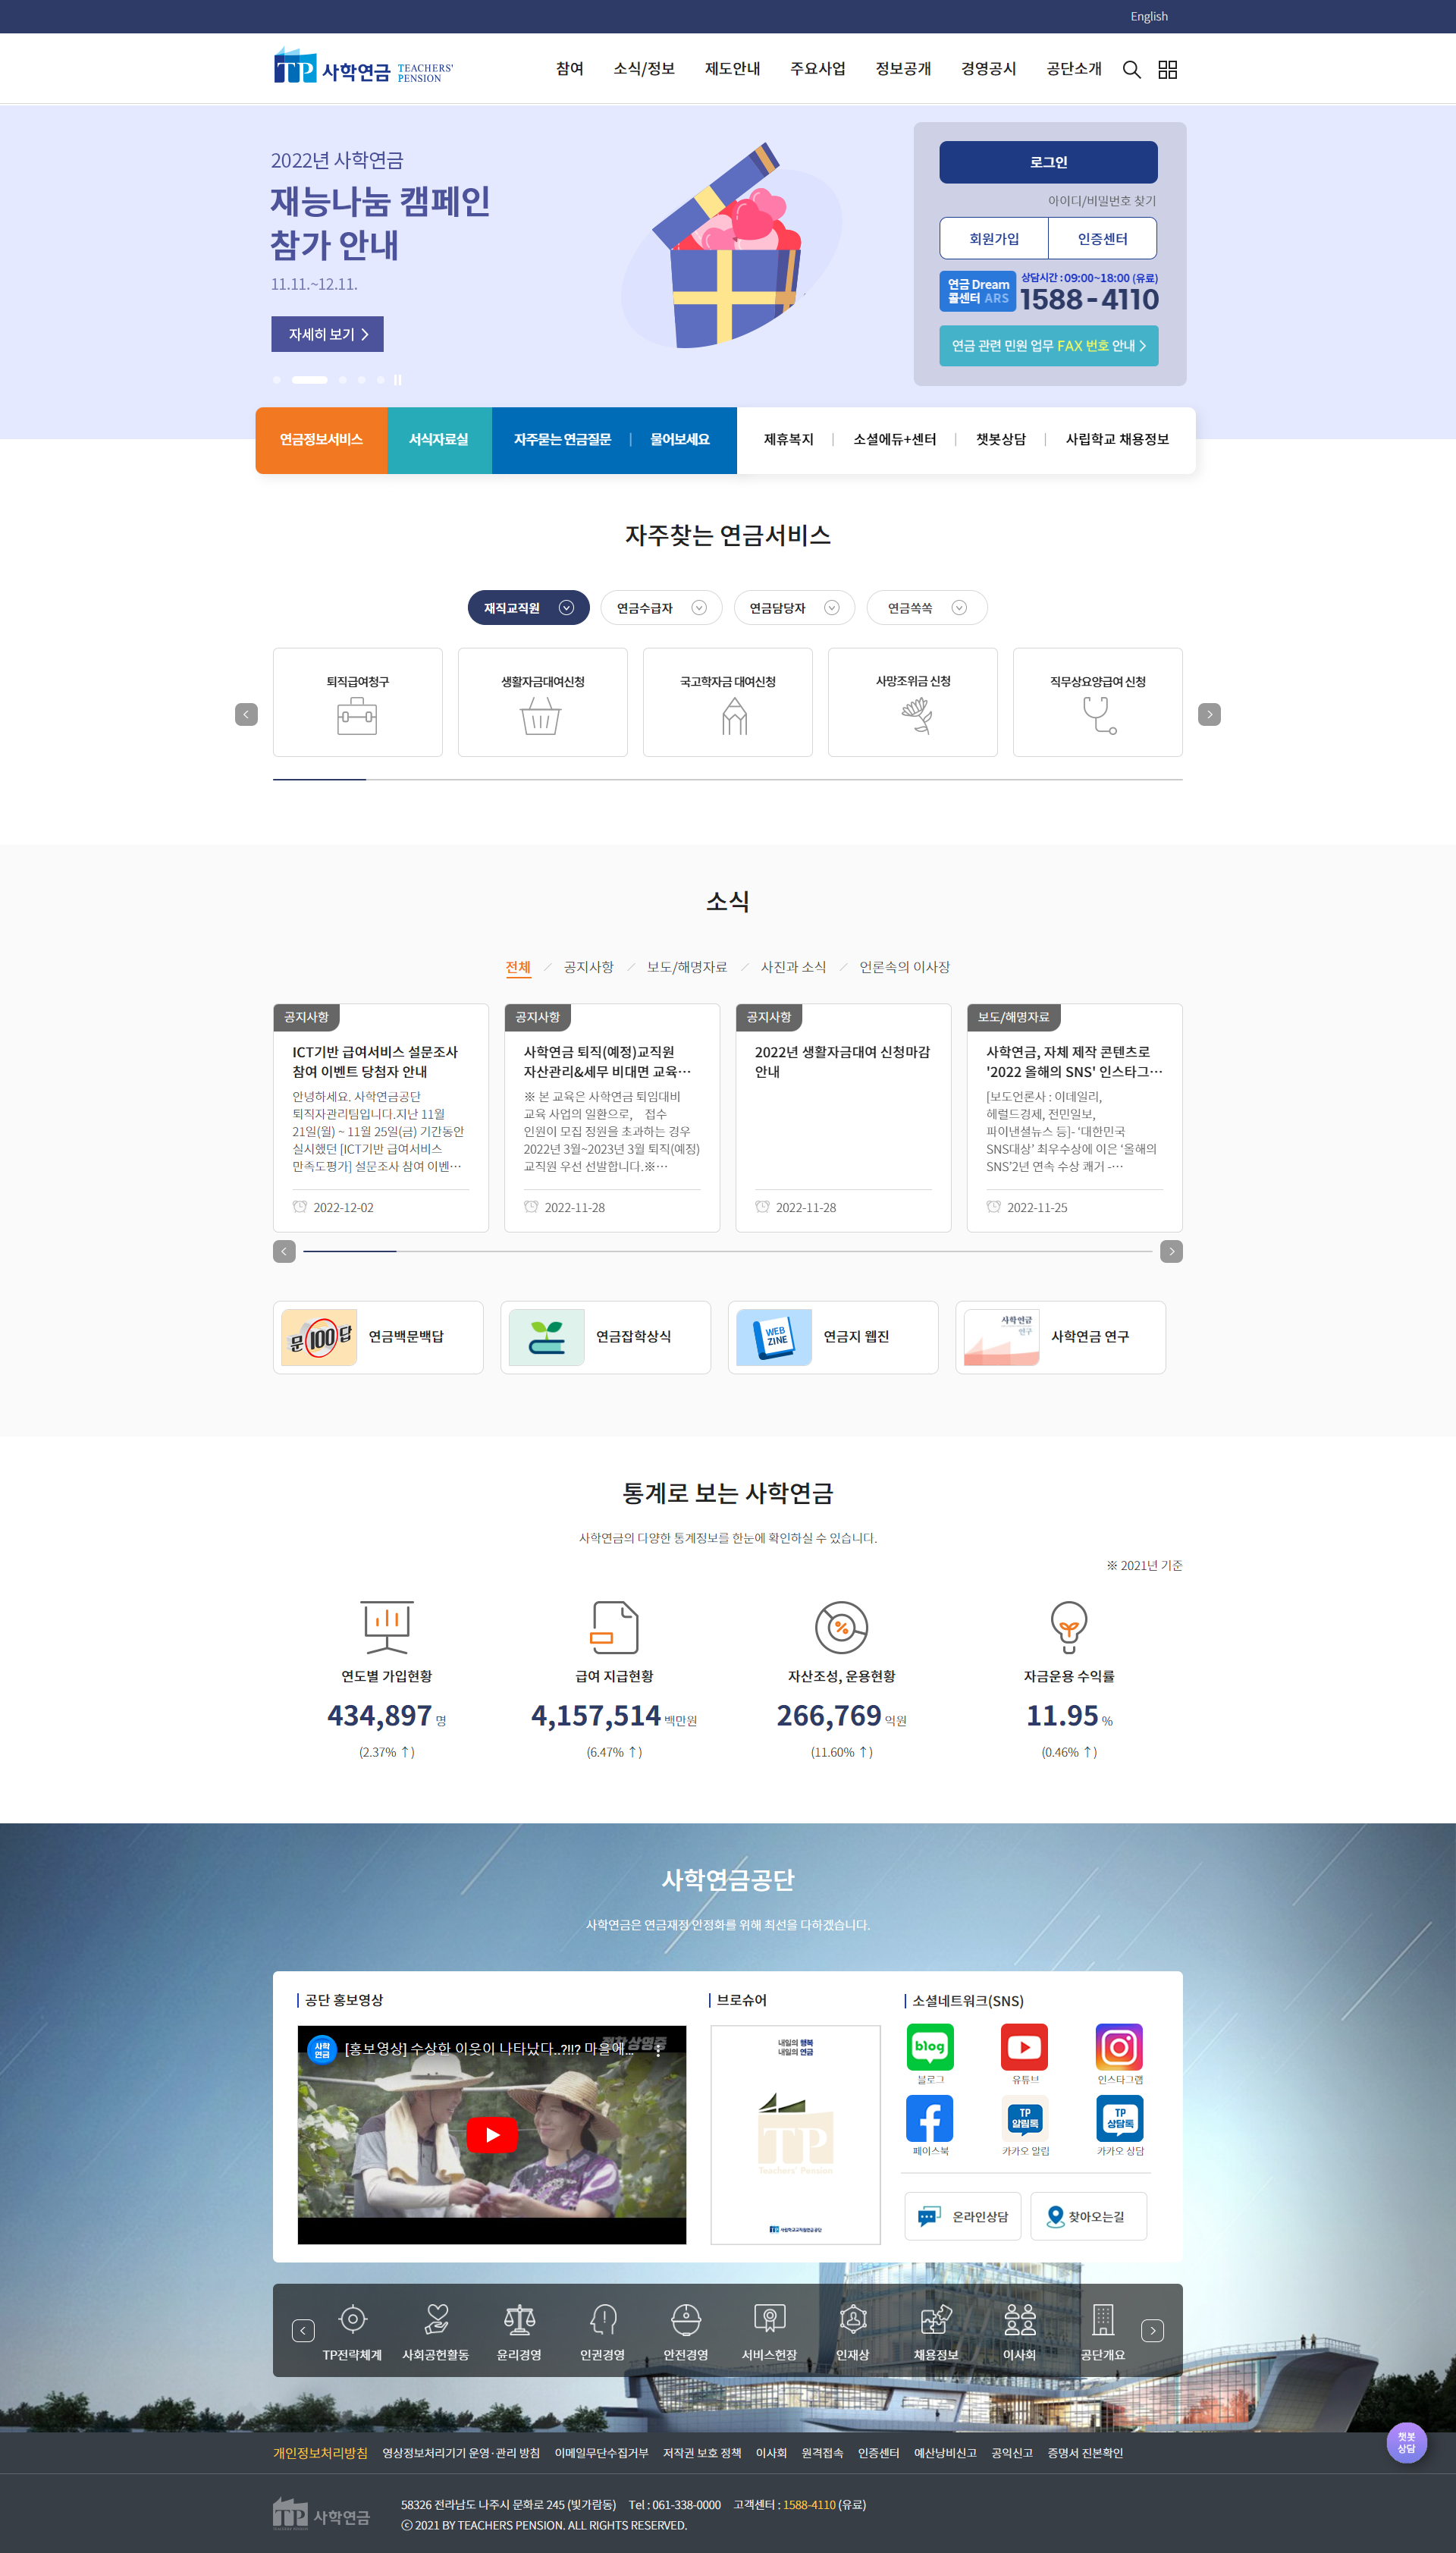 English
TP 사학연금 TEACHERS' PENSION
참여 소식/정보 제도안내 주요사업 정보공개 경영공시 공단소개
2022년 사학연금
재능나눔 캠페인
참가 안내
11.11.~12.11.
자세히 보기
로그인
아이디/비밀번호 찾기
회원가입 인증센터
연금 Dream 콜센터 ARS
상담시간 : 09:00~18:00 (유료)
1588-4110
연금 관련 민원 업무 FAX 번호 안내
연금정보서비스 서식자료실 자주묻는 연금질문 물어보세요 제휴복지 소셜에듀+센터 챗봇상담 사립학교 채용정보
자주찾는 연금서비스
재직교직원 연금수급자 연금담당자 연금쏙쏙
퇴직급여청구 생활자금대여신청 국고학자금 대여신청 사망조위금 신청 직무상요양급여 신청
소식
전체 공지사항 보도/해명자료 사진과 소식 언론속의 이사장
공지사항
ICT기반 급여서비스 설문조사
참여 이벤트 당첨자 안내
안녕하세요. 사학연금공단
퇴직자관리팀입니다.지난 11월
21일(월) ~ 11월 25일(금) 기간동안
실시했던 [ICT기반 급여서비스
만족도평가] 설문조사 참여 이벤…
2022-12-02
공지사항
사학연금 퇴직(예정)교직원
자산관리&세무 비대면 교육…
※ 본 교육은 사학연금 퇴임대비
교육 사업의 일환으로, 접수
인원이 모집 정원을 초과하는 경우
2022년 3월~2023년 3월 퇴직(예정)
교직원 우선 선발합니다.※…
2022-11-28
공지사항
2022년 생활자금대여 신청마감
안내
2022-11-28
보도/해명자료
사학연금, 자체 제작 콘텐츠로
'2022 올해의 SNS' 인스타그…
[보도언론사 : 이데일리,
헤럴드경제, 전민일보,
파이낸셜뉴스 등]- ‘대한민국
SNS대상’ 최우수상에 이은 ‘올해의
SNS’2년 연속 수상 쾌거 -…
2022-11-25
문100답 연금백문백답
연금잡학상식
WEB ZINE 연금지 웹진
사학연금 연구 사학연금 연구
통계로 보는 사학연금
사학연금의 다양한 통계정보를 한눈에 확인하실 수 있습니다.
※ 2021년 기준
연도별 가입현황 급여 지급현황 자산조성, 운용현황 자금운용 수익률
434,897 명 4,157,514 백만원 266,769 억원 11.95 %
(2.37% ↑) (6.47% ↑) (11.60% ↑) (0.46% ↑)
사학연금공단
사학연금은 연금재정 안정화를 위해 최선을 다하겠습니다.
공단 홍보영상
사학연금 [홍보영상] 수상한 이웃이 나타났다..?!!? 마을에...
절찬상영중
브로슈어
내일의 행복
내일의 연금
TP
Teachers' Pension
TP 사립학교교직원연금공단
소셜네트워크(SNS)
blog
블로그 유튜브 인스타그램
TP 알림톡 TP 상담톡
페이스북 카카오 알림 카카오 상담
온라인상담 찾아오는길
TP전략체계 사회공헌활동 윤리경영 인권경영 안전경영 서비스헌장 인재상 채용정보 이사회 공단개요
챗봇
상담
개인정보처리방침 영상정보처리기기 운영·관리 방침 이메일무단수집거부 저작권 보호 정책 이사회 원격접속 인증센터 예산낭비신고 공익신고 증명서 진본확인
TP 사학연금
58326 전라남도 나주시 문화로 245 (빛가람동) Tel : 061-338-0000 고객센터 : 1588-4110 (유료)
ⓒ 2021 BY TEACHERS PENSION. ALL RIGHTS RESERVED.